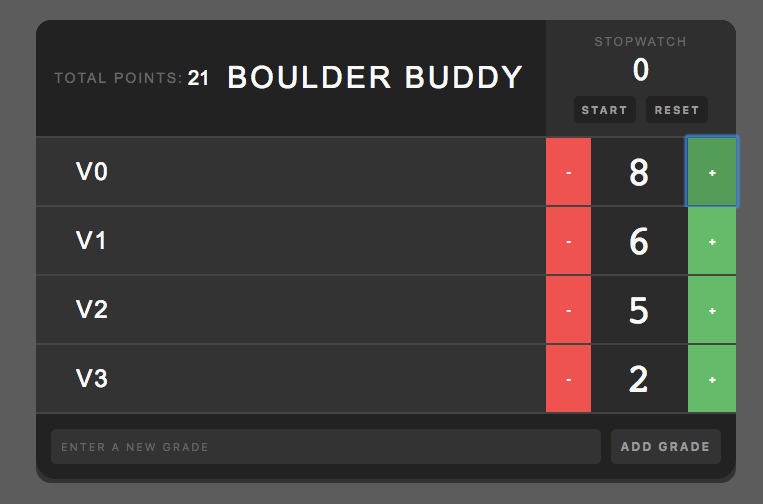 TOTAL POINTS: 21 BOULDER BUDDY
STOPWATCH
0
START RESET
V0 - 8 +
V1 - 6 +
V2 - 5 +
V3 - 2 +
ENTER A NEW GRADE ADD GRADE